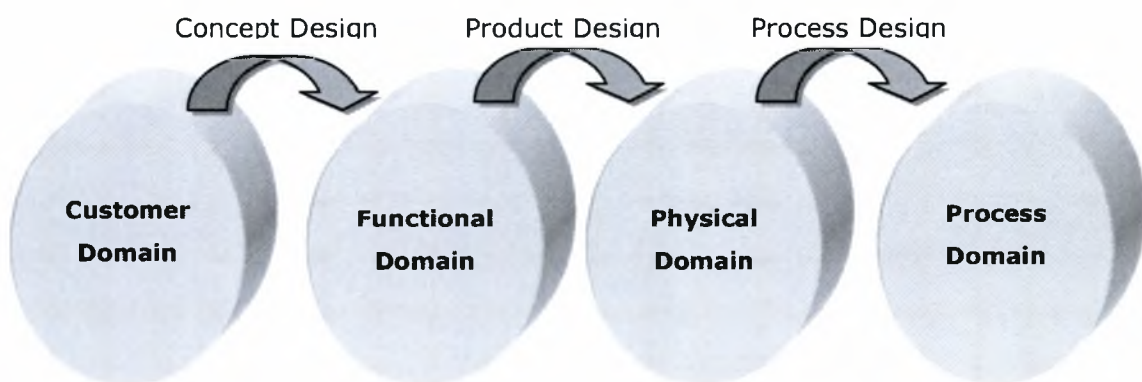 Concept Design
Product Design
Process Design
Customer
Domain
Functional
Domain
Physical
Domain
Process
Domain